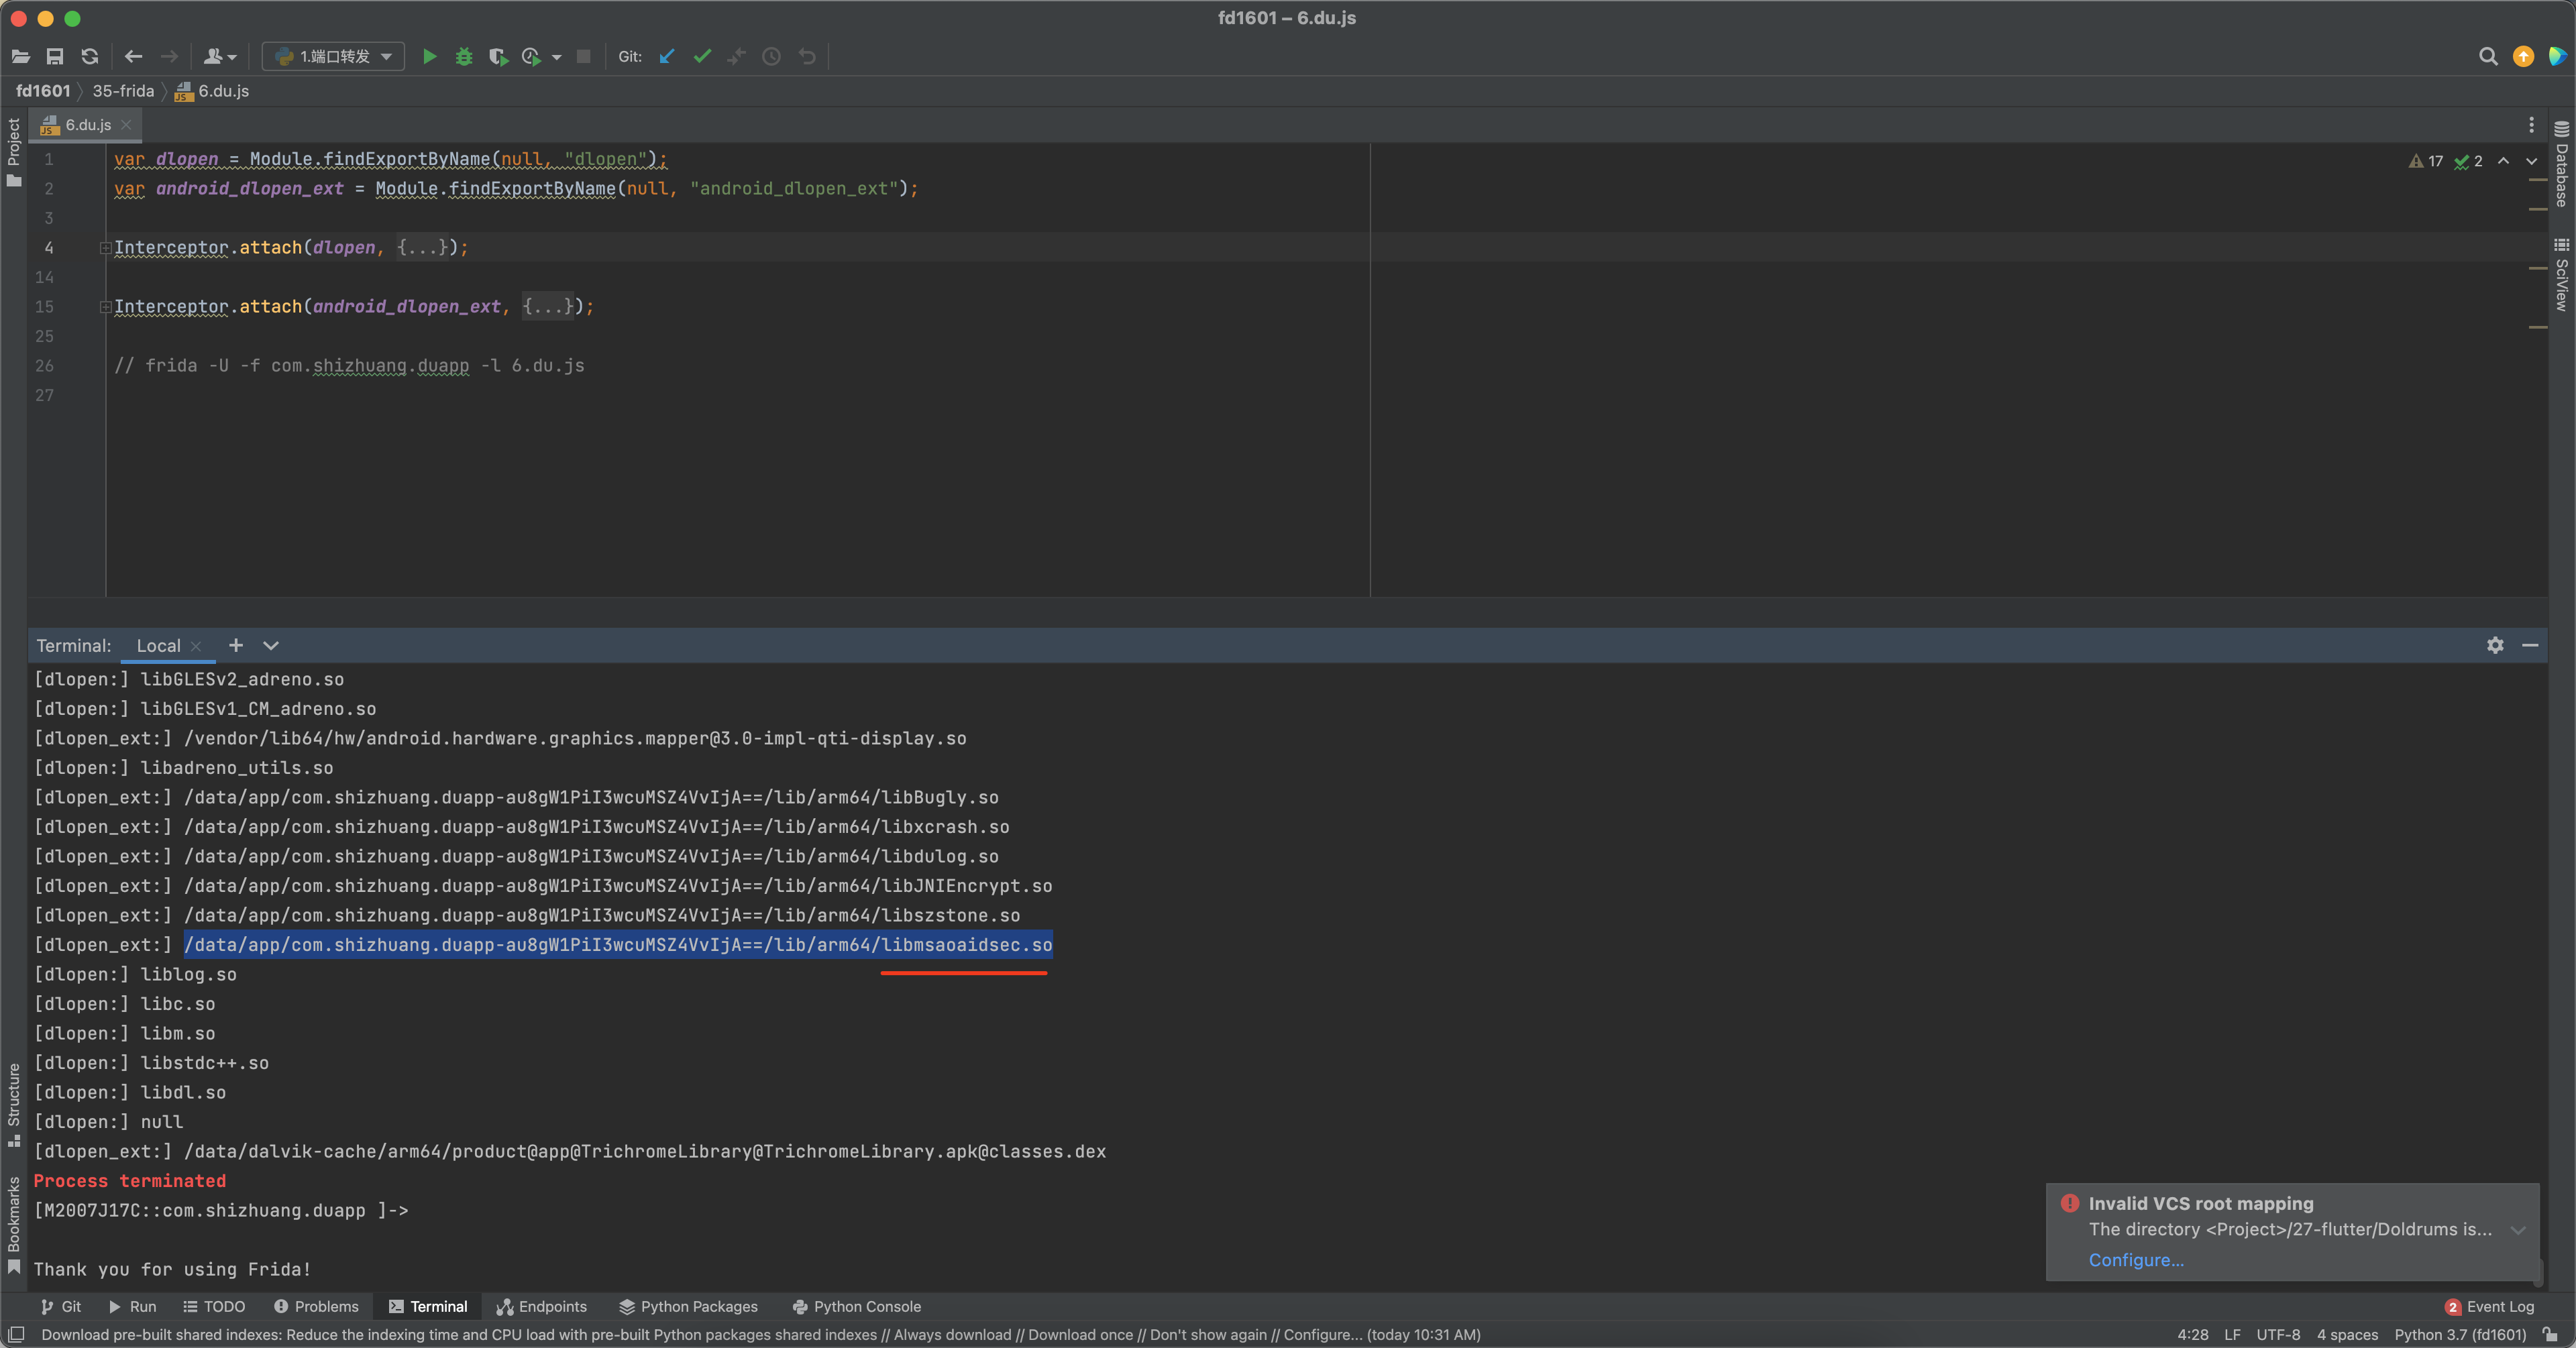 fd1601 – 6.du.js
1.端口转发
Git:
fd1601
35-frida
6.du.js
Project
6.du.js
17
2
Database
SciView
1 var dlopen = Module.findExportByName(null, "dlopen");
2 var android_dlopen_ext = Module.findExportByName(null, "android_dlopen_ext");
3
4 Interceptor.attach(dlopen, {...});
14
15 Interceptor.attach(android_dlopen_ext, {...});
25
26 // frida -U -f com.shizhuang.duapp -l 6.du.js
27
Terminal: Local
[dlopen:] libGLESv2_adreno.so
[dlopen:] libGLESv1_CM_adreno.so
[dlopen_ext:] /vendor/lib64/hw/android.hardware.graphics.mapper@3.0-impl-qti-display.so
[dlopen:] libadreno_utils.so
[dlopen_ext:] /data/app/com.shizhuang.duapp-au8gW1PiI3wcuMSZ4VvIjA==/lib/arm64/libBugly.so
[dlopen_ext:] /data/app/com.shizhuang.duapp-au8gW1PiI3wcuMSZ4VvIjA==/lib/arm64/libxcrash.so
[dlopen_ext:] /data/app/com.shizhuang.duapp-au8gW1PiI3wcuMSZ4VvIjA==/lib/arm64/libdulog.so
[dlopen_ext:] /data/app/com.shizhuang.duapp-au8gW1PiI3wcuMSZ4VvIjA==/lib/arm64/libJNIEncrypt.so
[dlopen_ext:] /data/app/com.shizhuang.duapp-au8gW1PiI3wcuMSZ4VvIjA==/lib/arm64/libszstone.so
[dlopen_ext:] /data/app/com.shizhuang.duapp-au8gW1PiI3wcuMSZ4VvIjA==/lib/arm64/libmsaoaidsec.so
[dlopen:] liblog.so
[dlopen:] libc.so
[dlopen:] libm.so
[dlopen:] libstdc++.so
[dlopen:] libdl.so
[dlopen:] null
[dlopen_ext:] /data/dalvik-cache/arm64/product@app@TrichromeLibrary@TrichromeLibrary.apk@classes.dex
Process terminated
[M2007J17C::com.shizhuang.duapp ]->
Thank you for using Frida!
Structure
Bookmarks
Invalid VCS root mapping
The directory <Project>/27-flutter/Doldrums is...
Configure...
Git Run TODO Problems Terminal Endpoints Python Packages Python Console
2 Event Log
Download pre-built shared indexes: Reduce the indexing time and CPU load with pre-built Python packages shared indexes // Always download // Download once // Don't show again // Configure... (today 10:31 AM)
4:28 LF UTF-8 4 spaces Python 3.7 (fd1601)